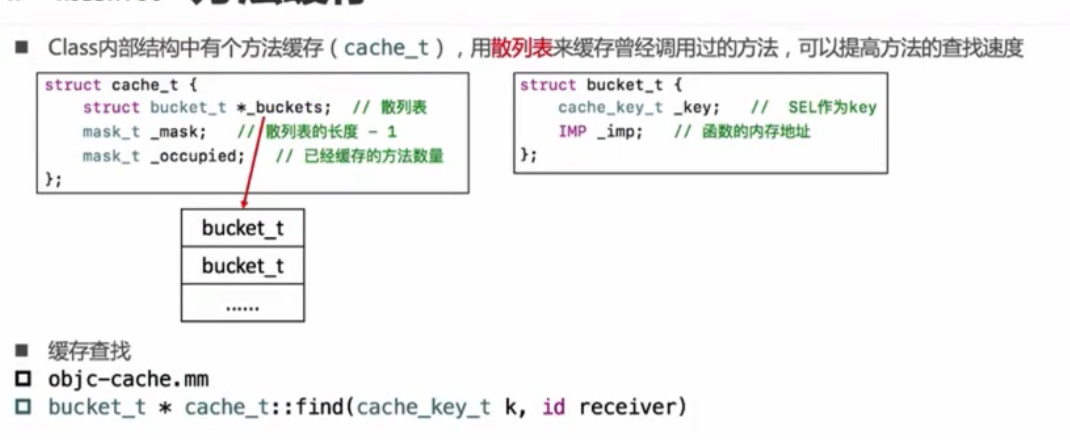 方法缓存
■ Class内部结构中有个方法缓存（cache_t），用散列表来缓存曾经调用过的方法，可以提高方法的查找速度
struct cache_t {
struct bucket_t *_buckets; // 散列表
mask_t _mask; // 散列表的长度 - 1
mask_t _occupied; // 已经缓存的方法数量
};
struct bucket_t {
cache_key_t _key; // SEL作为key
IMP _imp; // 函数的内存地址
};
bucket_t
bucket_t
......
■ 缓存查找
objc-cache.mm
bucket_t * cache_t::find(cache_key_t k, id receiver)